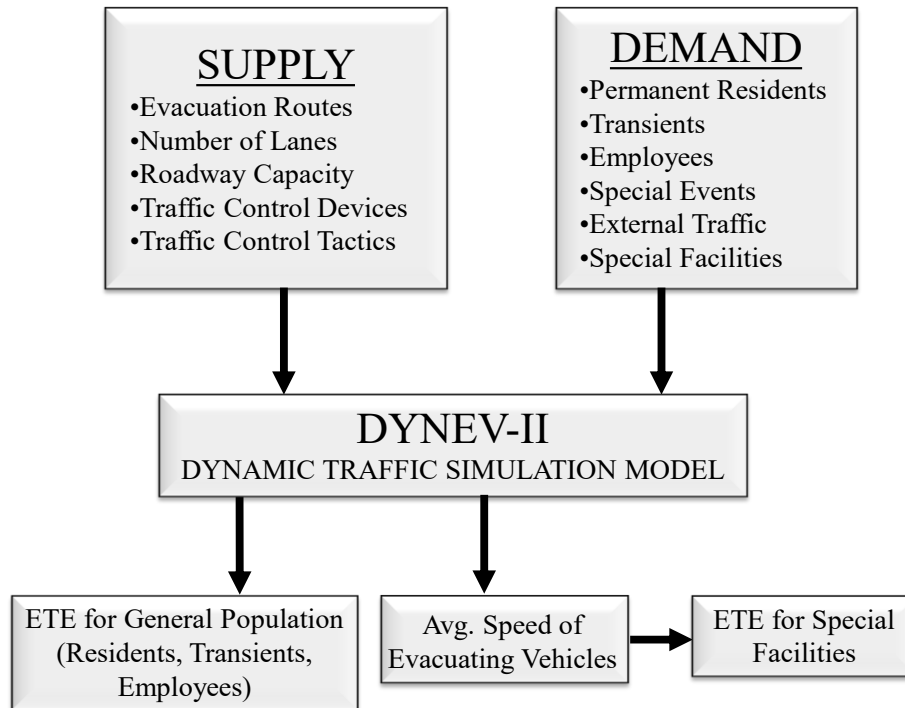 SUPPLY
•Evacuation Routes
•Number of Lanes
•Roadway Capacity
•Traffic Control Devices
•Traffic Control Tactics
DEMAND
•Permanent Residents
•Transients
•Employees
•Special Events
•External Traffic
•Special Facilities
DYNEV-II
DYNAMIC TRAFFIC SIMULATION MODEL
ETE for General Population
(Residents, Transients,
Employees)
Avg. Speed of
Evacuating Vehicles
ETE for Special
Facilities